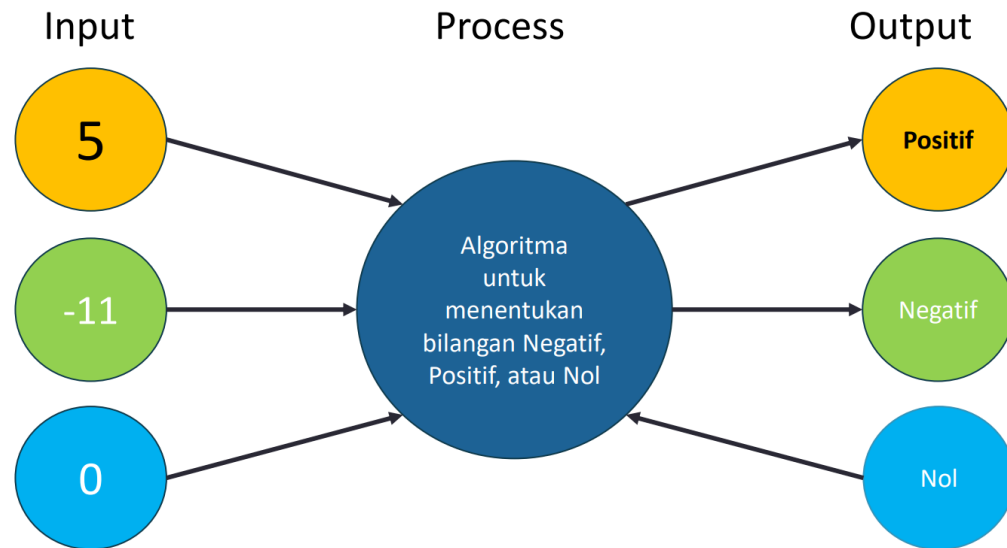 Input
Process
Output
5
Positif
-11
Algoritma
untuk
menentukan
bilangan Negatif,
Positif, atau Nol
Negatif
0
Nol